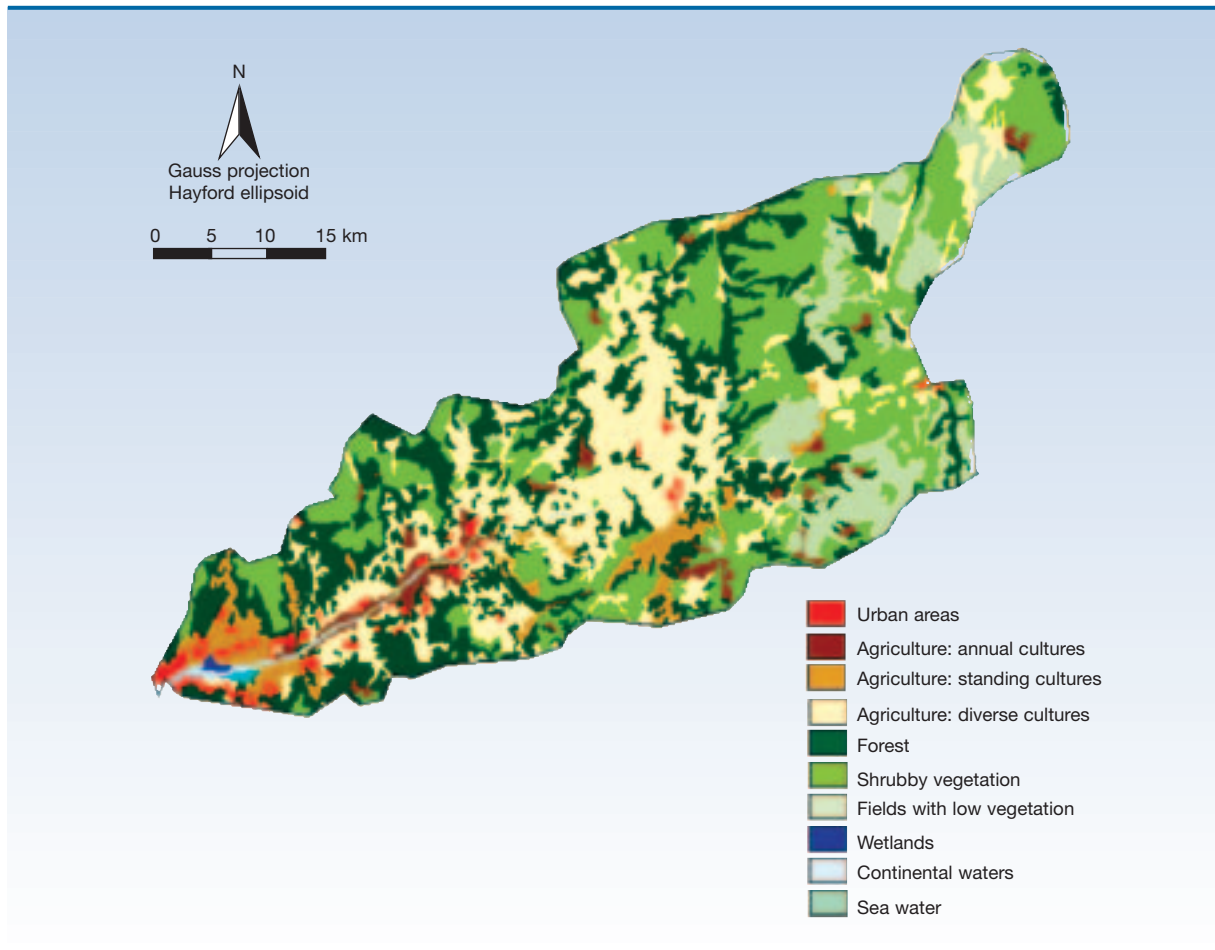 N
Gauss projection
Hayford ellipsoid
0 5 10 15 km
Urban areas
Agriculture: annual cultures
Agriculture: standing cultures
Agriculture: diverse cultures
Forest
Shrubby vegetation
Fields with low vegetation
Wetlands
Continental waters
Sea water